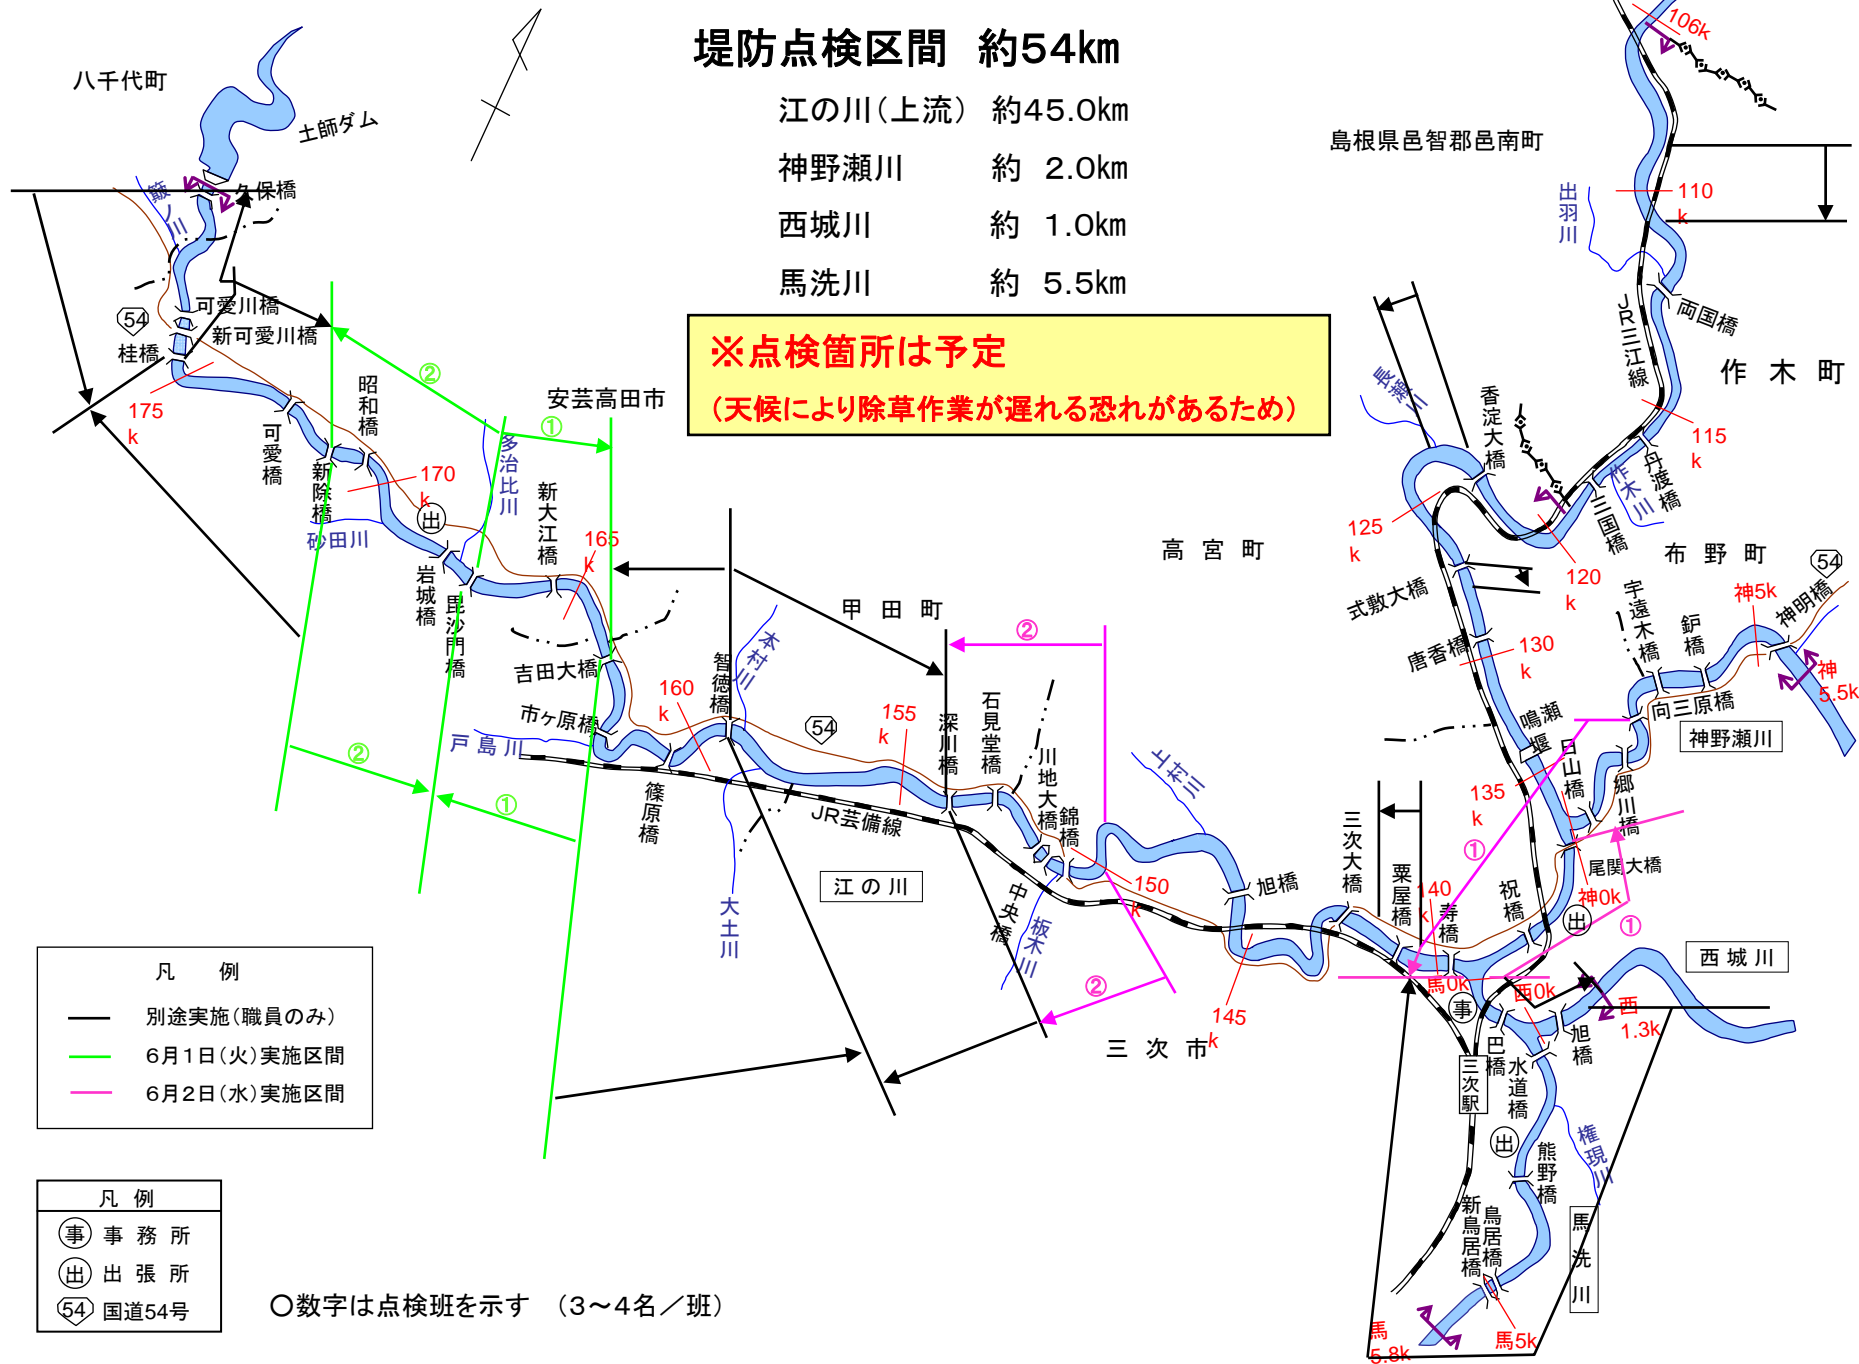 堤防点検区間　約54km
江の川（上流）　約45.0km
神野瀬川　約　2.0km
西城川　約　1.0km
馬洗川　約　5.5km
※点検箇所は予定
（天候により除草作業が遅れる恐れがあるため）
八千代町
土師ダム
久保橋
簸ノ川
可愛川橋
新可愛川橋
54
桂橋
175k
可愛橋
昭和橋
新除橋
砂田川
170k
出
②
安芸高田市
①
多治比川
新大江橋
165k
岩城橋
毘沙門橋
吉田大橋
市ヶ原橋
戸島川
②
①
160k
篠原橋
智徳橋
本村川
甲田町
54
155k
深川橋
石見堂橋
川地大橋
錦橋
②
JR芸備線
江の川
大土川
中央橋
板木川
150k
②
上村川
旭橋
145k
三次市
高宮町
島根県邑智郡邑南町
106k
110k
出羽川
両国橋
JR三江線
作木町
115k
丹渡橋
作木川
三国橋
120k
香淀大橋
長瀬川
125k
式敷大橋
唐香橋
130k
布野町
54
神5k
神明橋
神5.5k
宇遠木橋
鈩橋
向三原橋
神野瀬川
鳴瀬堰
日山橋
郷川橋
135k
尾関大橋
神0k
①
①
三次大橋
粟屋橋
140k
寿橋
祝橋
出
西城川
馬0k
西0k
事
西1.3k
巴橋
旭橋
水道橋
三次駅
出
熊野橋
権現川
新鳥居橋
鳥居橋
馬洗川
馬5k
馬5.8k
凡　例
別途実施（職員のみ）
6月1日（火）実施区間
6月2日（水）実施区間
凡 例
事 事務所
出 出張所
54 国道54号
○数字は点検班を示す　（3～4名／班）